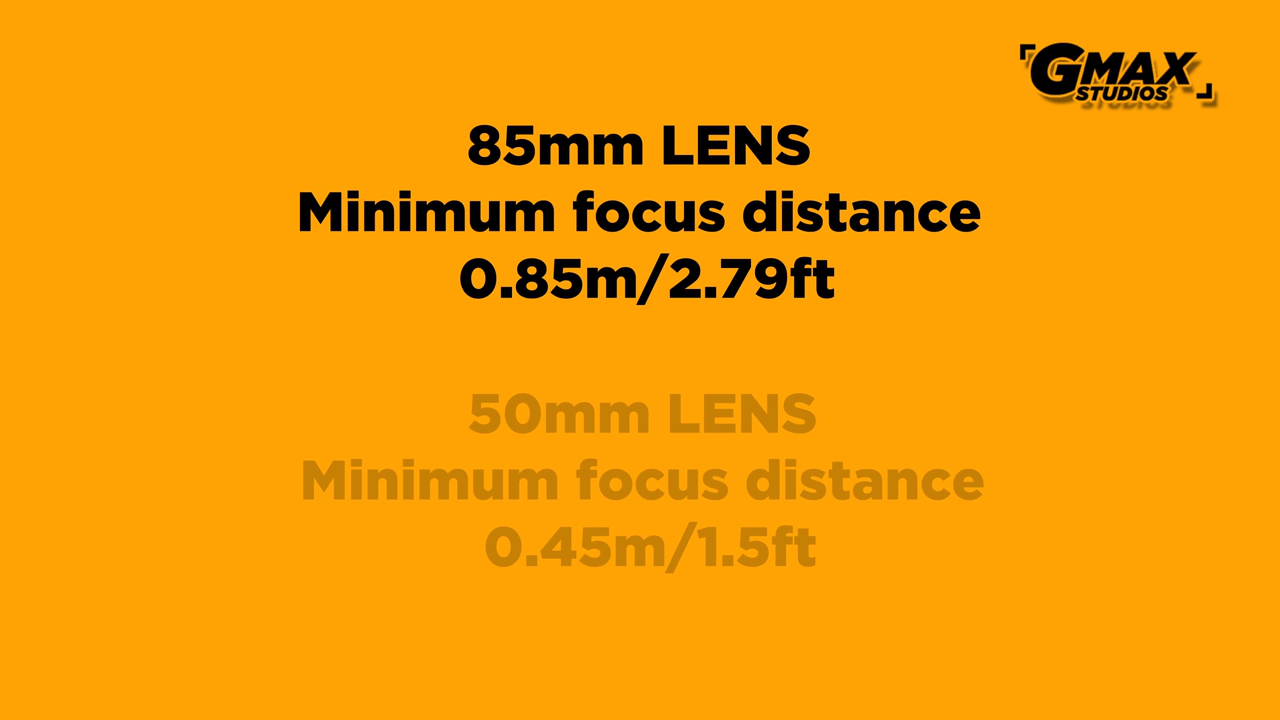 GMAX
STUDIOS
85mm LENS
Minimum focus distance
0.85m/2.79ft
50mm LENS
Minimum focus distance
0.45m/1.5ft